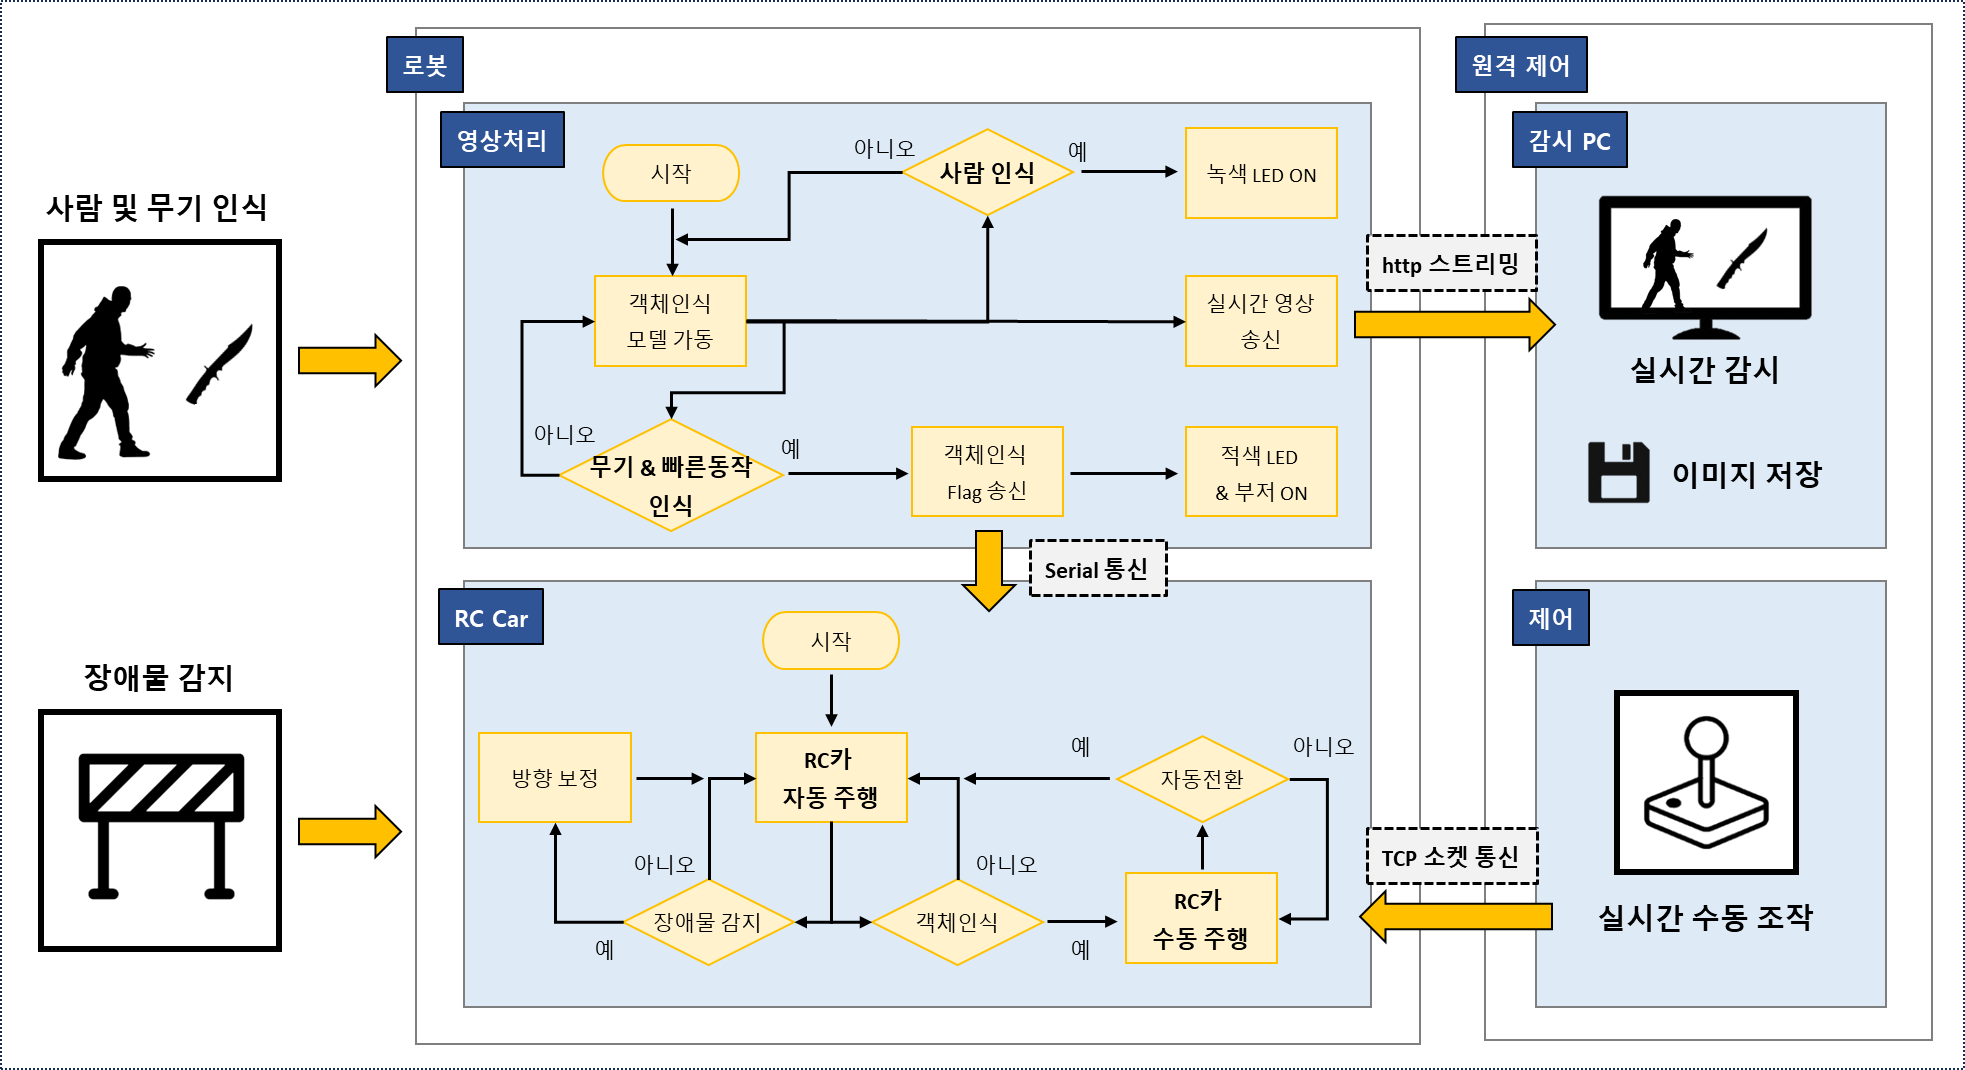 로봇
원격 제어
영상처리
감시 PC
시작
아니오
사람 인식
예
녹색 LED ON
사람 및 무기 인식
http 스트리밍
객체인식
모델 가동
실시간 영상
송신
실시간 감시
아니오
무기 & 빠른동작
인식
예
객체인식
Flag 송신
적색 LED
& 부저 ON
이미지 저장
Serial 통신
RC Car
제어
시작
장애물 감지
방향 보정
RC카
자동 주행
예
자동전환
아니오
아니오
장애물 감지
예
아니오
객체인식
예
RC카
수동 주행
TCP 소켓 통신
실시간 수동 조작